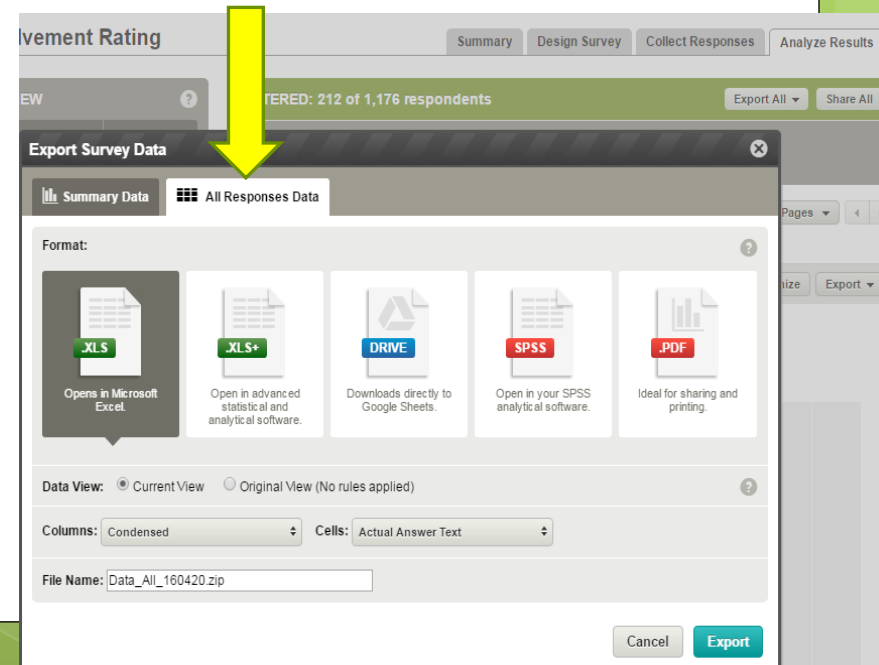 lvement Rating
Summary
Design Survey
Collect Responses
Analyze Results
EW
TERED: 212 of 1,176 respondents
Export All
Share All
Export Survey Data
Summary Data
All Responses Data
Pages
Format:
nize
Export
.XLS
.XLS+
DRIVE
SPSS
.PDF
Opens in Microsoft
Excel.
Open in advanced
statistical and
analytical software.
Downloads directly to
Google Sheets.
Open in your SPSS
analytical software.
Ideal for sharing and
printing.
Data View: Current View Original View (No rules applied)
Columns: Condensed Cells: Actual Answer Text
File Name: Data_All_160420.zip
Cancel
Export